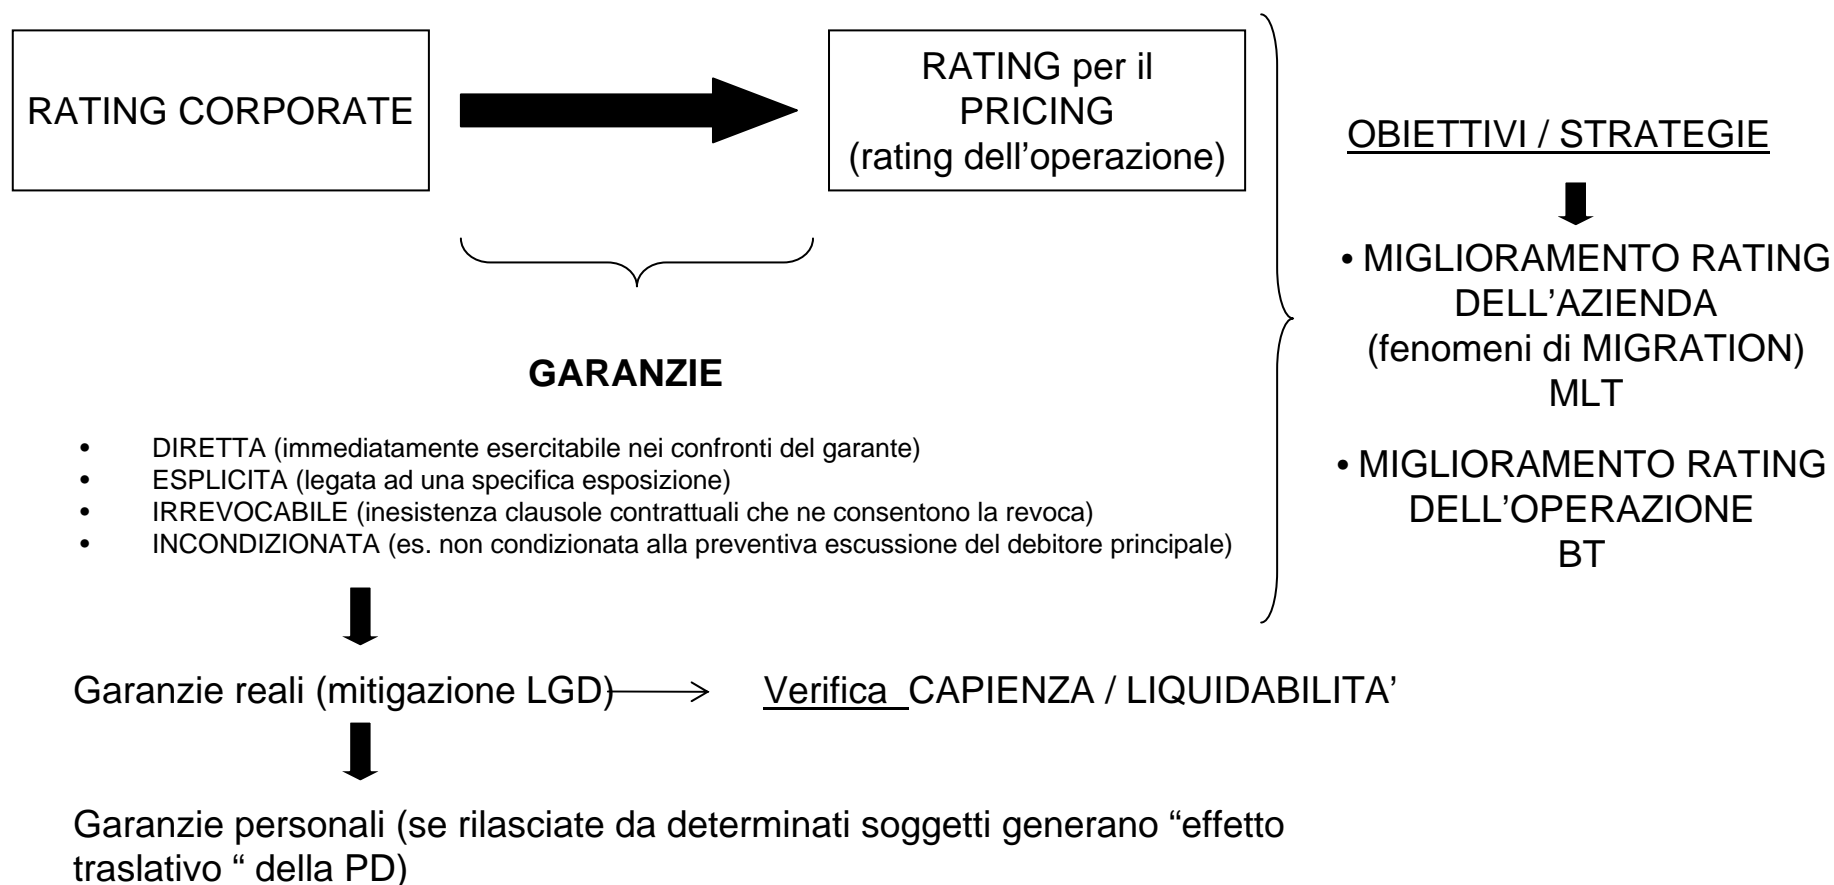 RATING CORPORATE
RATING per il
PRICING
(rating dell’operazione)
OBIETTIVI / STRATEGIE
• MIGLIORAMENTO RATING
DELL’AZIENDA
(fenomeni di MIGRATION)
MLT
• MIGLIORAMENTO RATING
DELL’OPERAZIONE
BT
GARANZIE
• DIRETTA (immediatamente esercitabile nei confronti del garante)
• ESPLICITA (legata ad una specifica esposizione)
• IRREVOCABILE (inesistenza clausole contrattuali che ne consentono la revoca)
• INCONDIZIONATA (es. non condizionata alla preventiva escussione del debitore principale)
Garanzie reali (mitigazione LGD)
Verifica CAPIENZA / LIQUIDABILITA’
Garanzie personali (se rilasciate da determinati soggetti generano “effetto
traslativo “ della PD)